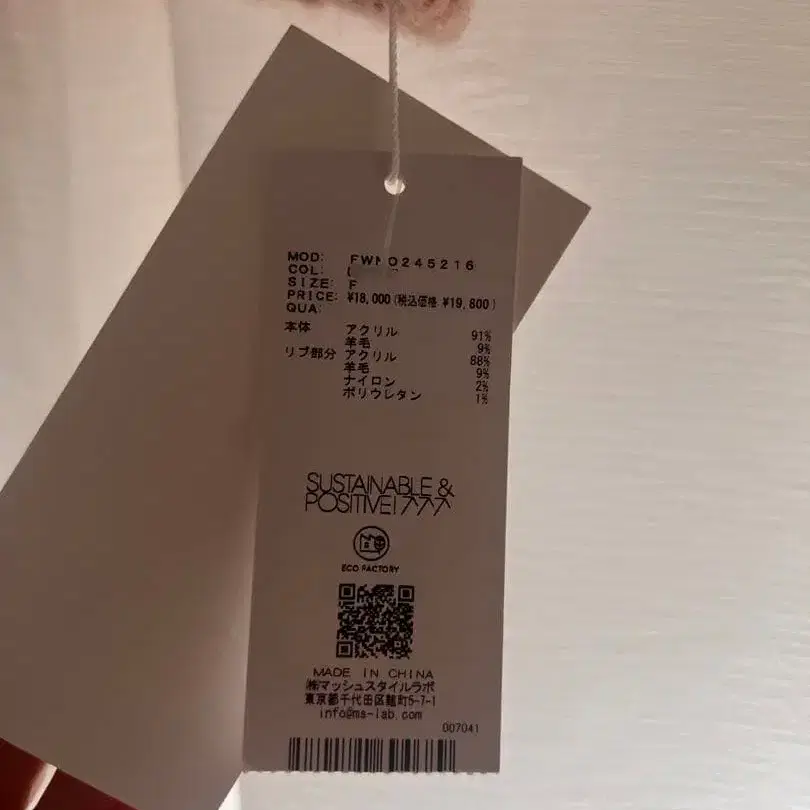 MOD: FWN0245216
COL:
SIZE: F
PRICE: ¥18,000 (税込価格 ¥19,800)
QUA:
本体 アクリル 91%
羊毛 9%
リブ部分 アクリル 88%
羊毛 9%
ナイロン 2%
ポリウレタン 1%
SUSTAINABLE &
POSITIVE! ↗↗↗
ECO FACTORY
MADE IN CHINA
㈱マッシュスタイルラボ
東京都千代田区麹町5-7-1
info@ms-lab.com
007041